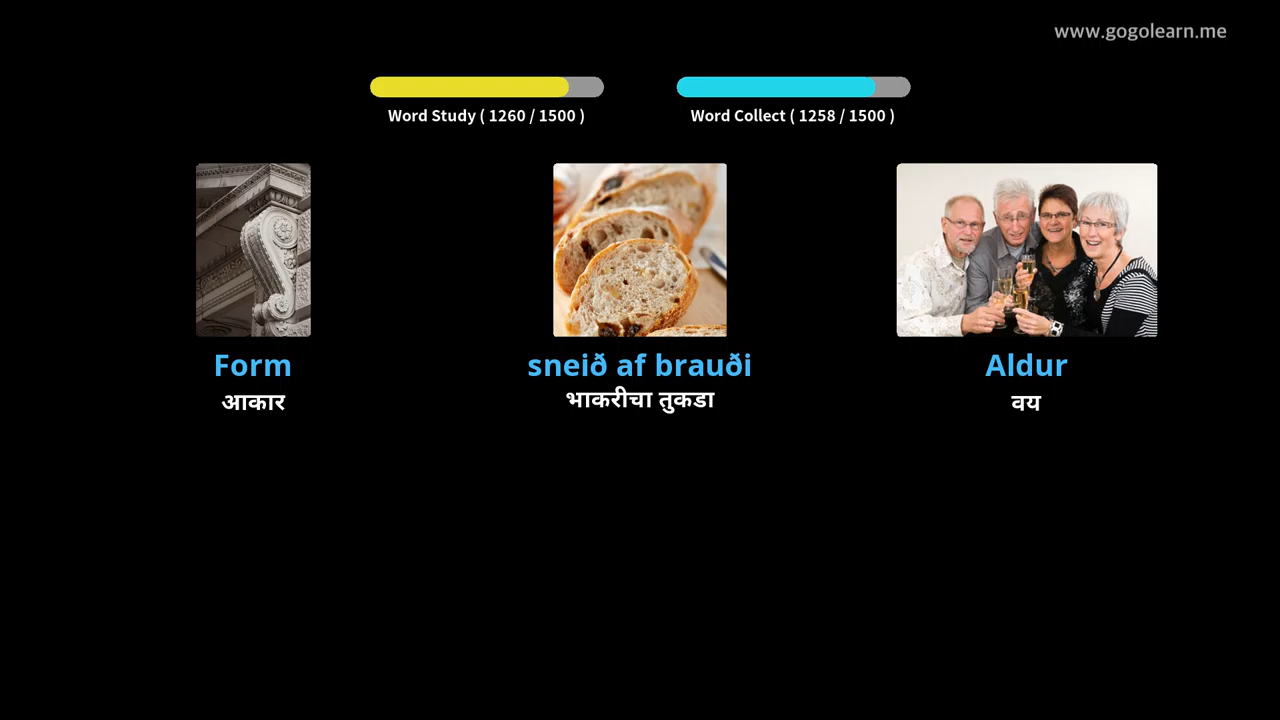 www.gogolearn.me
Word Study ( 1260 / 1500 )
Word Collect ( 1258 / 1500 )
Form
sneið af brauði
Aldur
आकार
भाकरीचा तुकडा
वय